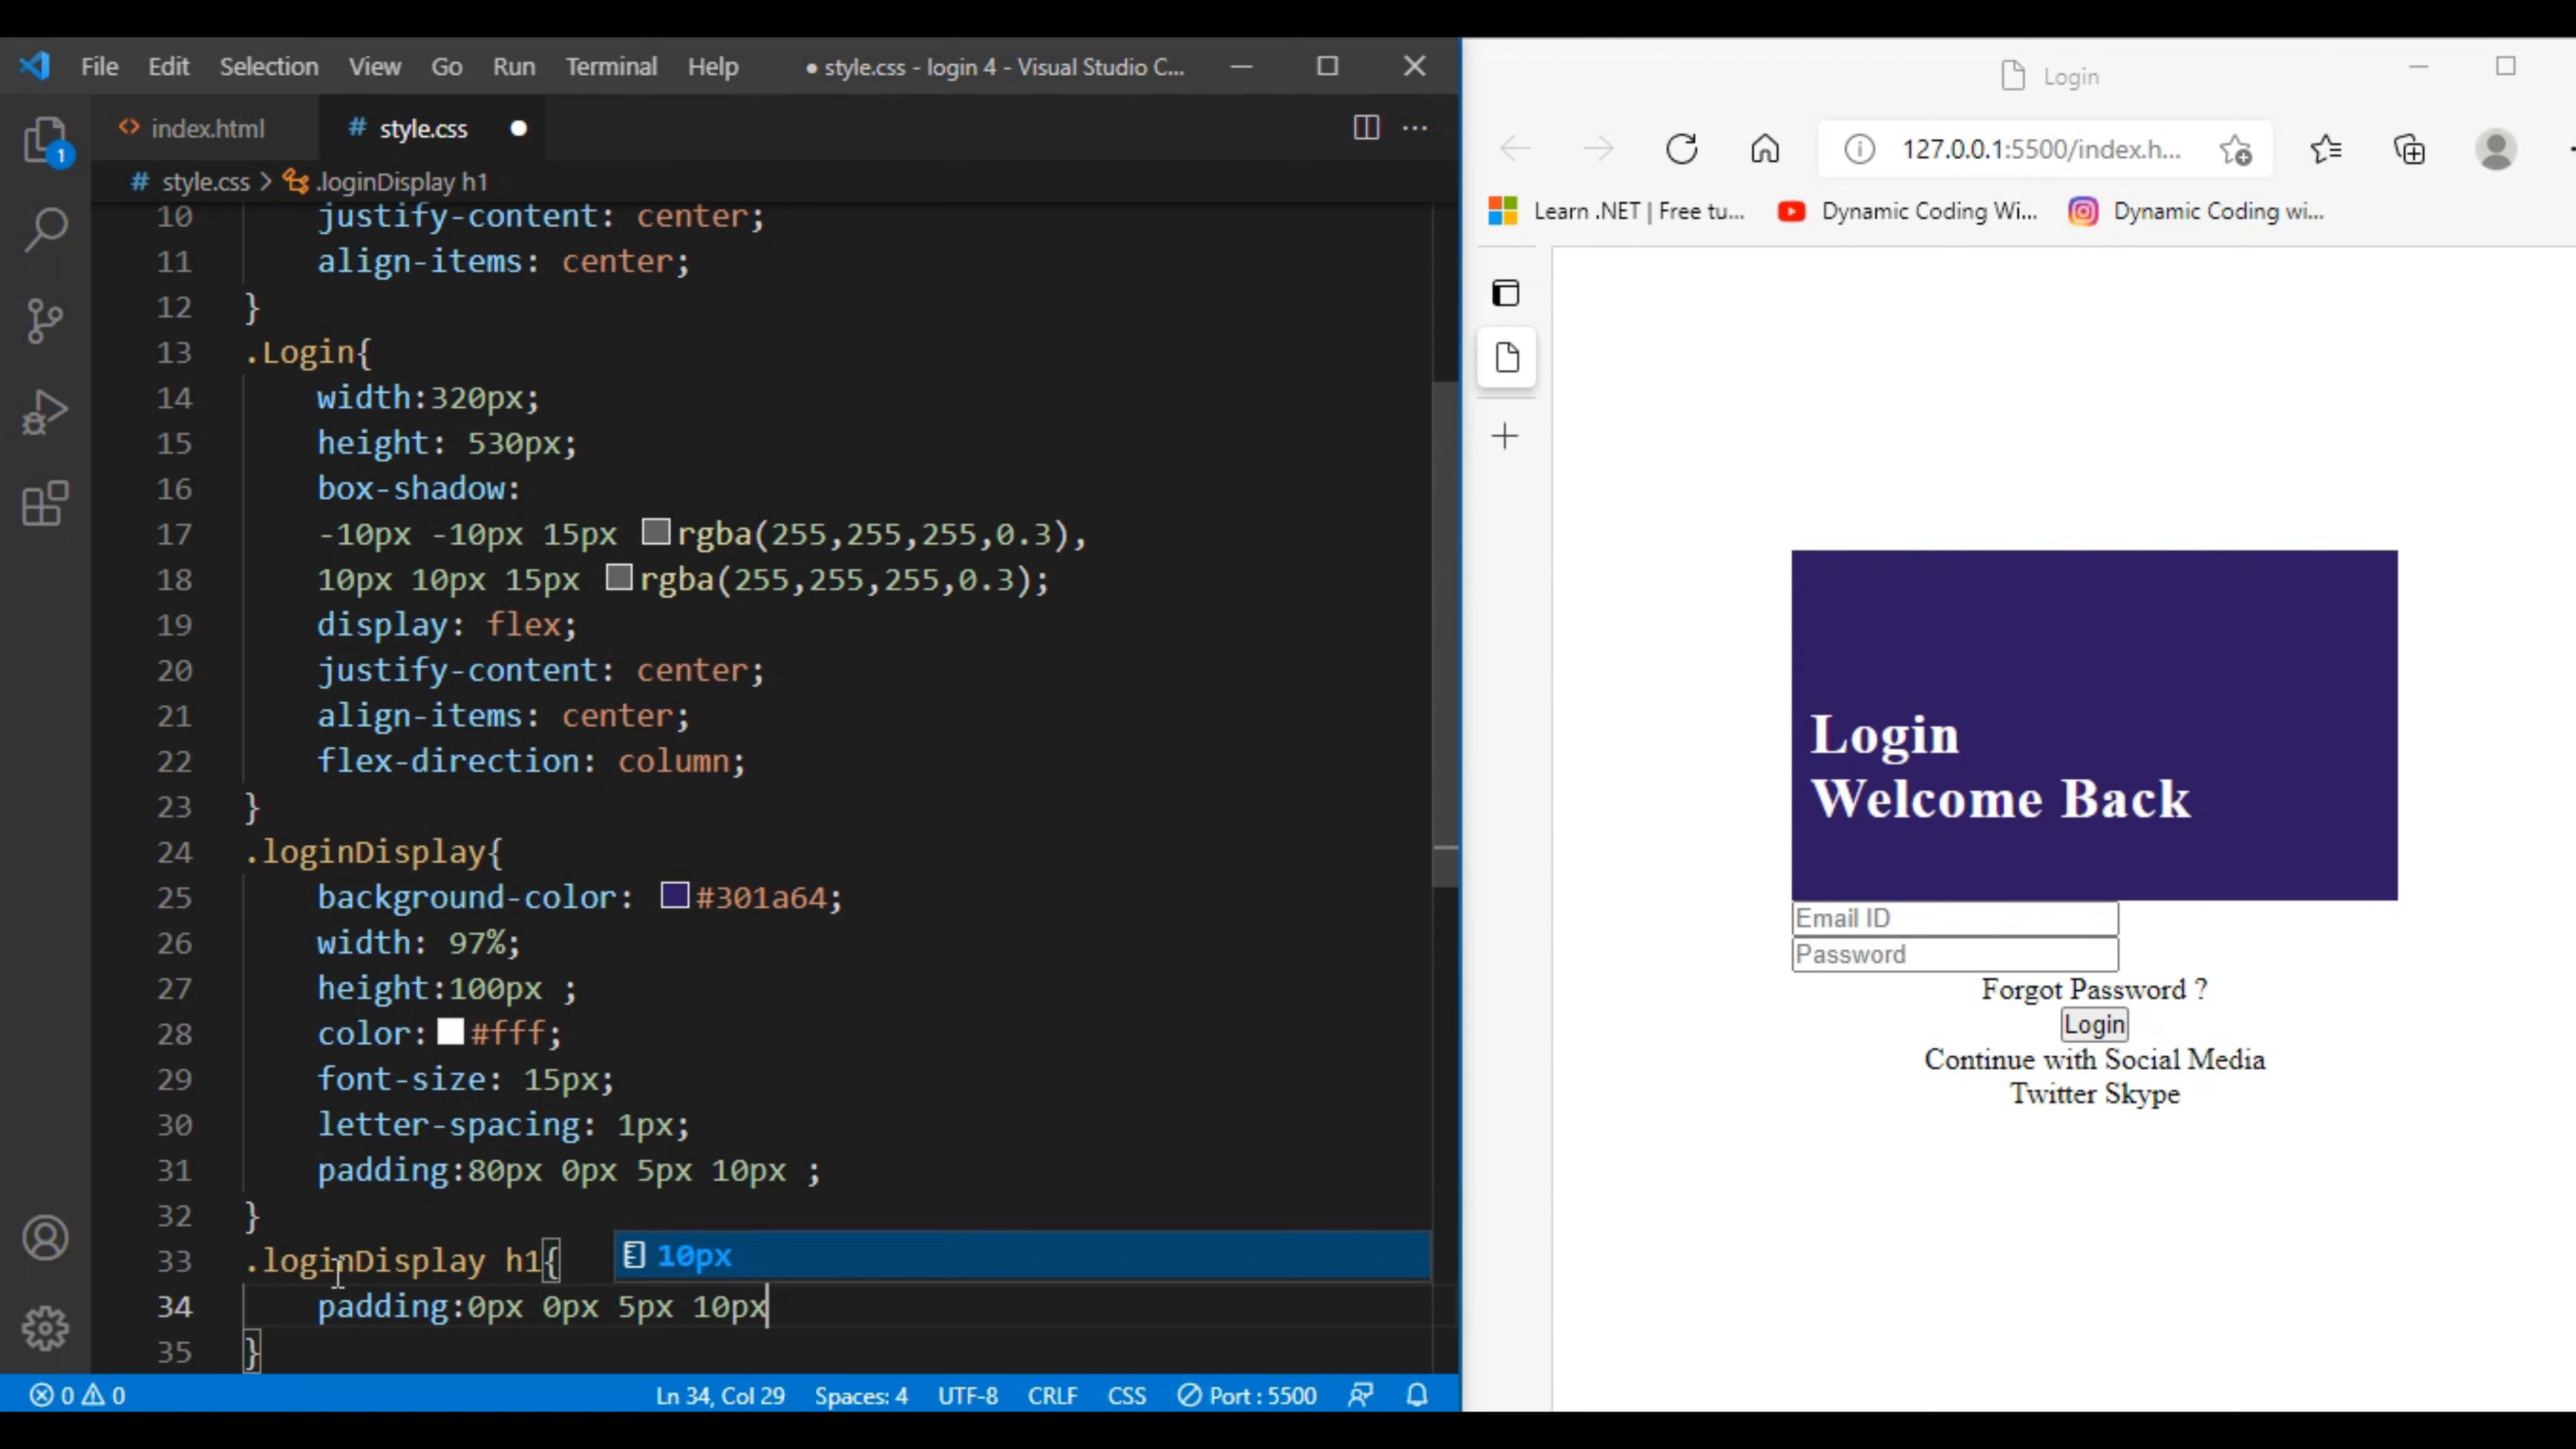 File Edit Selection View Go Run Terminal Help ● style.css - login 4 - Visual Studio C...
index.html # style.css
1
# style.css > .loginDisplay h1
10 justify-content: center;
11 align-items: center;
12 }
13 .Login{
14 width:320px;
15 height: 530px;
16 box-shadow:
17 -10px -10px 15px rgba(255,255,255,0.3),
18 10px 10px 15px rgba(255,255,255,0.3);
19 display: flex;
20 justify-content: center;
21 align-items: center;
22 flex-direction: column;
23 }
24 .loginDisplay{
25 background-color: #301a64;
26 width: 97%;
27 height:100px ;
28 color: #fff;
29 font-size: 15px;
30 letter-spacing: 1px;
31 padding:80px 0px 5px 10px ;
32 }
33 .loginDisplay h1{
10px
34 padding:0px 0px 5px 10px
35 }
0 0 Ln 34, Col 29 Spaces: 4 UTF-8 CRLF CSS Port : 5500
Login
127.0.0.1:5500/index.h...
Learn .NET | Free tu... Dynamic Coding Wi... Dynamic Coding wi...
Login
Welcome Back
Email ID
Password
Forgot Password ?
Login
Continue with Social Media
Twitter Skype